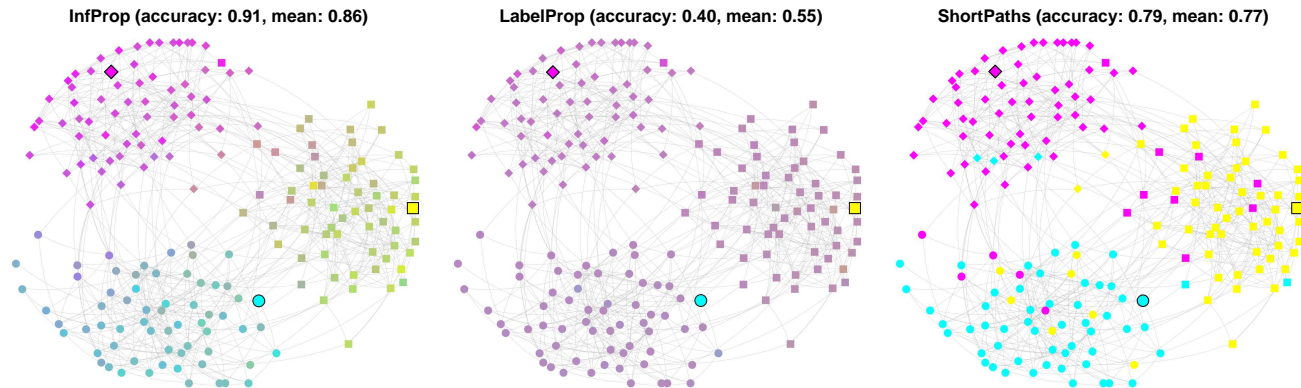 InfProp (accuracy: 0.91, mean: 0.86)
LabelProp (accuracy: 0.40, mean: 0.55)
ShortPaths (accuracy: 0.79, mean: 0.77)